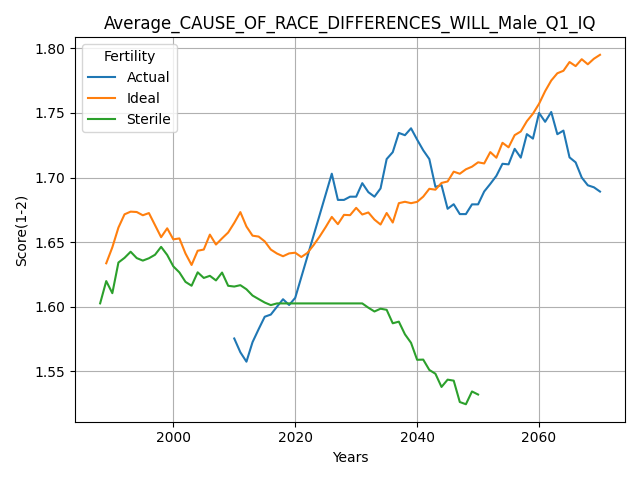 Average_CAUSE_OF_RACE_DIFFERENCES_WILL_Male_Q1_IQ
Fertility
Actual
Ideal
Sterile
Score(1-2)
1.80
1.75
1.70
1.65
1.60
1.55
2000
2020
2040
2060
Years